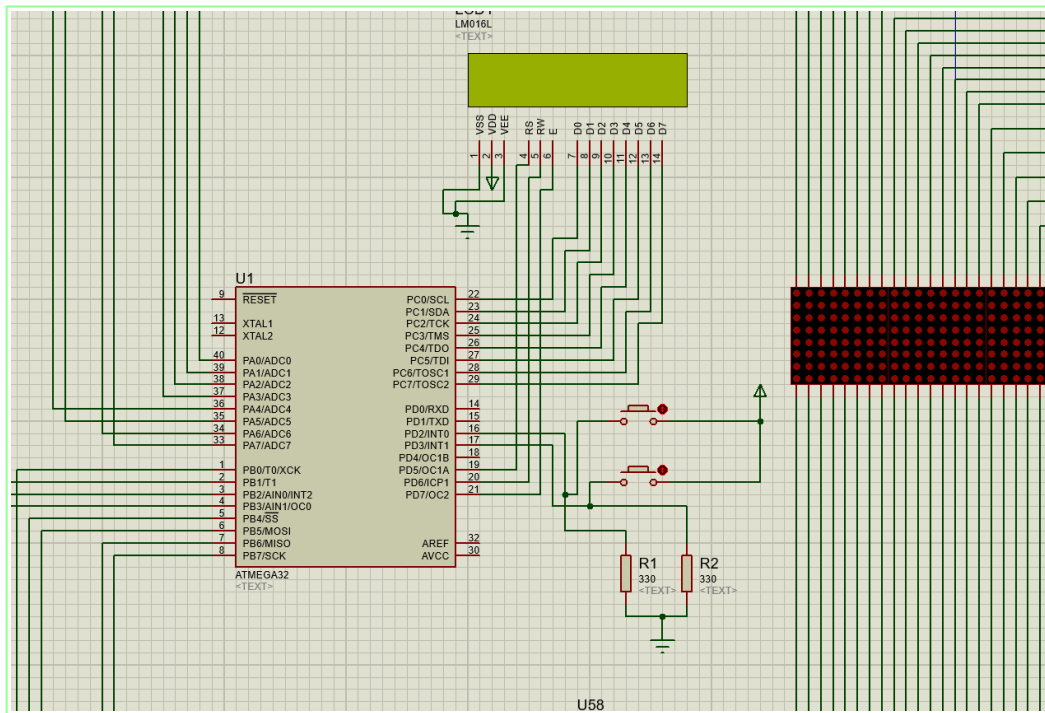 LM016L
<TEXT>
VSS
VDD
VEE
RS
RW
E
D0
D1
D2
D3
D4
D5
D6
D7
1
2
3
4
5
6
7
8
9
10
11
12
13
14
U1
9 RESET
13 XTAL1
12 XTAL2
40 PA0/ADC0
39 PA1/ADC1
38 PA2/ADC2
37 PA3/ADC3
36 PA4/ADC4
35 PA5/ADC5
34 PA6/ADC6
33 PA7/ADC7
1 PB0/T0/XCK
2 PB1/T1
3 PB2/AIN0/INT2
4 PB3/AIN1/OC0
5 PB4/SS
6 PB5/MOSI
7 PB6/MISO
8 PB7/SCK
PC0/SCL 22
PC1/SDA 23
PC2/TCK 24
PC3/TMS 25
PC4/TDO 26
PC5/TDI 27
PC6/TOSC1 28
PC7/TOSC2 29
PD0/RXD 14
PD1/TXD 15
PD2/INT0 16
PD3/INT1 17
PD4/OC1B 18
PD5/OC1A 19
PD6/ICP1 20
PD7/OC2 21
AREF 32
AVCC 30
ATMEGA32
<TEXT>
R1
330
<TEXT>
R2
330
<TEXT>
U58